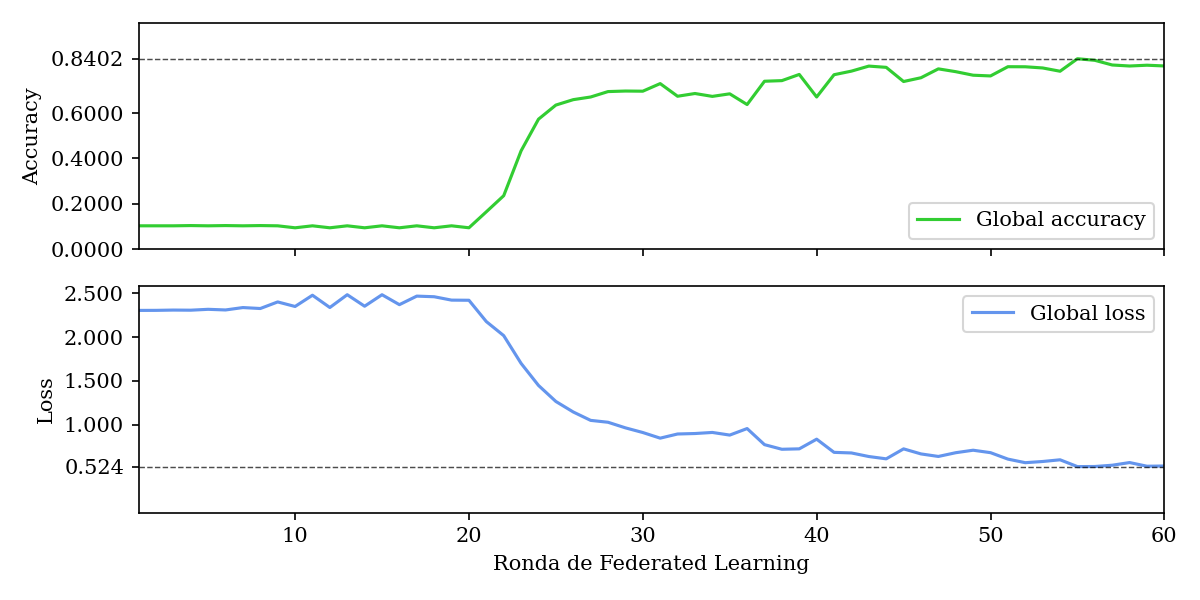 0.8402
0.6000
0.4000
0.2000
0.0000
Accuracy
Global accuracy
2.500
2.000
1.500
1.000
0.524
Loss
Global loss
10 20 30 40 50 60
Ronda de Federated Learning